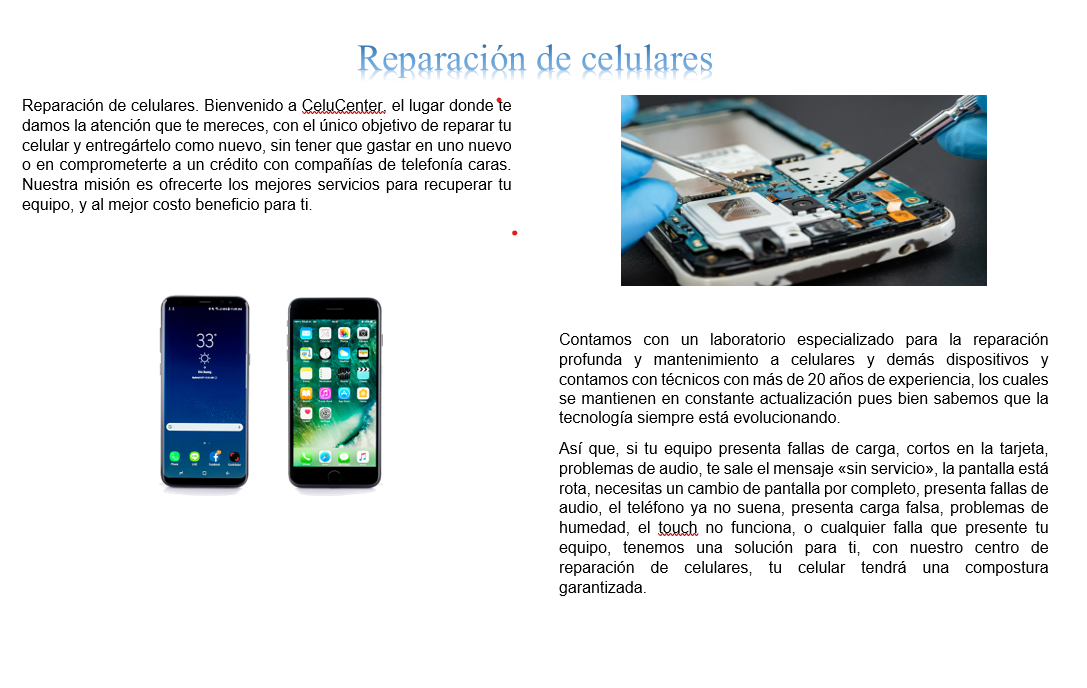 Reparación de celulares
Reparación de celulares. Bienvenido a CeluCenter, el lugar donde te
damos la atención que te mereces, con el único objetivo de reparar tu
celular y entregártelo como nuevo, sin tener que gastar en uno nuevo
o en comprometerte a un crédito con compañías de telefonía caras.
Nuestra misión es ofrecerte los mejores servicios para recuperar tu
equipo, y al mejor costo beneficio para ti.
33°
Contamos con un laboratorio especializado para la reparación
profunda y mantenimiento a celulares y demás dispositivos y
contamos con técnicos con más de 20 años de experiencia, los cuales
se mantienen en constante actualización pues bien sabemos que la
tecnología siempre está evolucionando.
Así que, si tu equipo presenta fallas de carga, cortos en la tarjeta,
problemas de audio, te sale el mensaje «sin servicio», la pantalla está
rota, necesitas un cambio de pantalla por completo, presenta fallas de
audio, el teléfono ya no suena, presenta carga falsa, problemas de
humedad, el touch no funciona, o cualquier falla que presente tu
equipo, tenemos una solución para ti, con nuestro centro de
reparación de celulares, tu celular tendrá una compostura
garantizada.